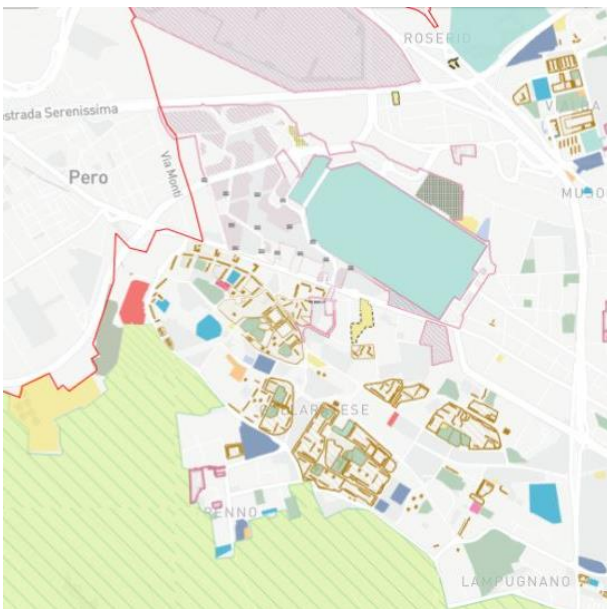 ROSERIO
ostrada Serenissima
VIALBA
Pero
Via Monti
MUSO
GALLARATESE
TRENNO
LAMPUGNANO